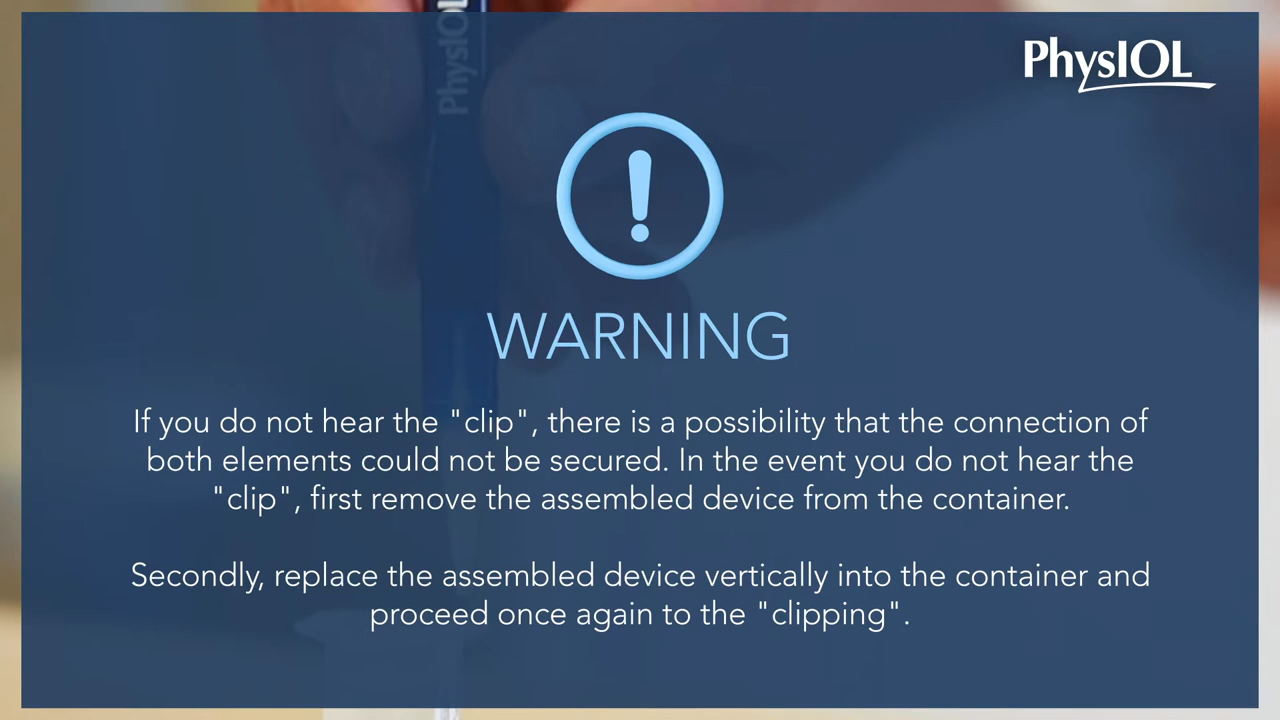 PhysIOL
PhysIOL
WARNING
If you do not hear the "clip", there is a possibility that the connection of
both elements could not be secured. In the event you do not hear the
"clip", first remove the assembled device from the container.
Secondly, replace the assembled device vertically into the container and
proceed once again to the "clipping".